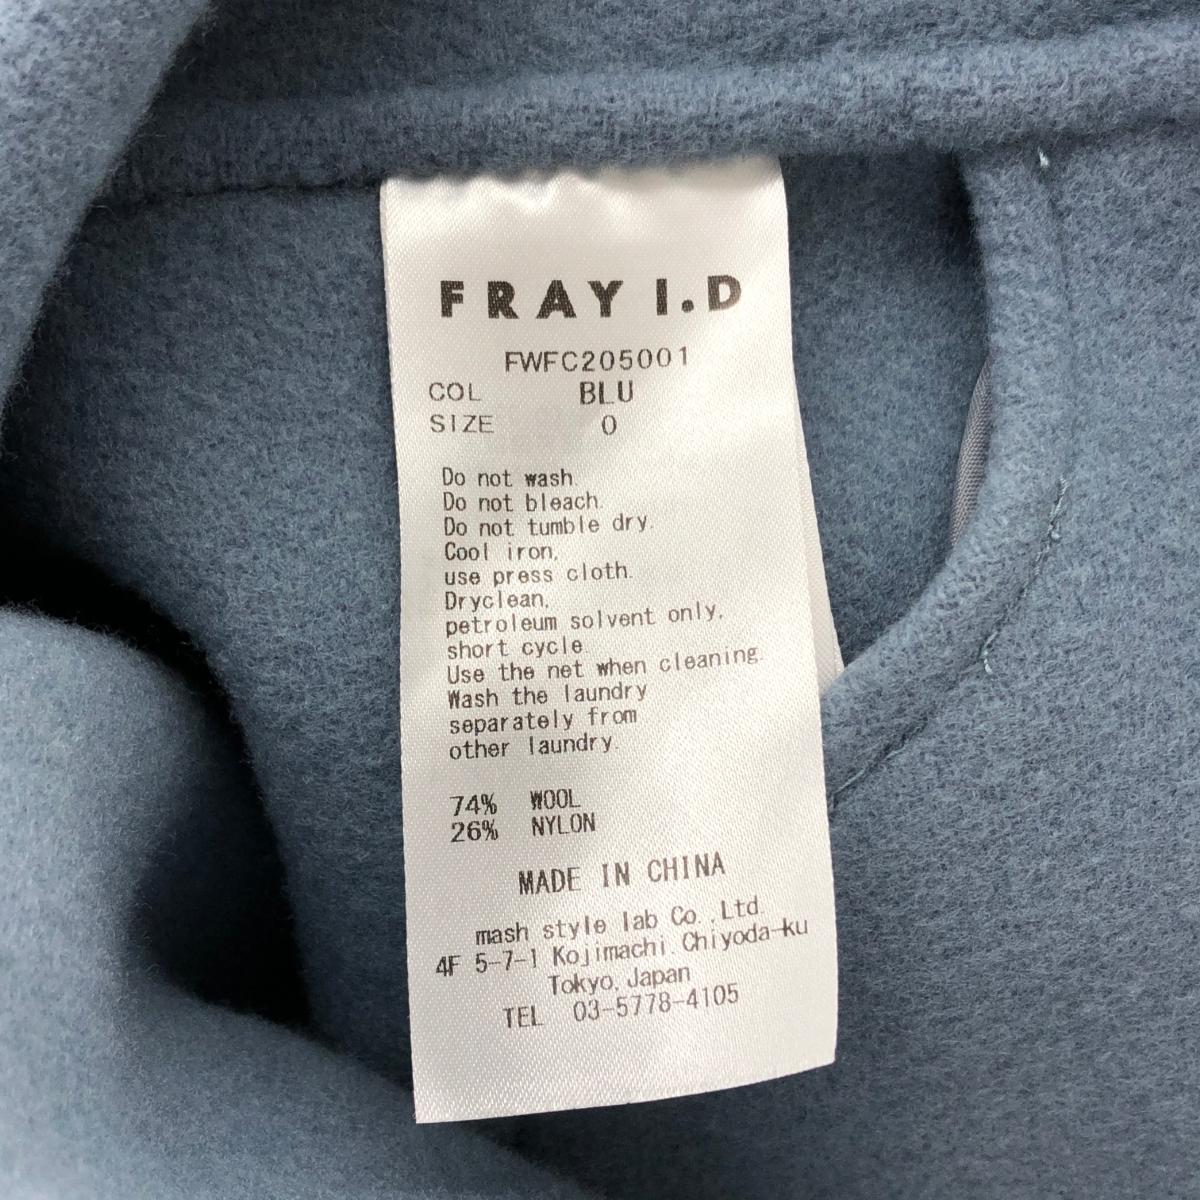 FRAY I.D
FWFC205001
COL BLU
SIZE 0
Do not wash.
Do not bleach.
Do not tumble dry.
Cool iron,
use press cloth.
Dryclean,
petroleum solvent only,
short cycle.
Use the net when cleaning.
Wash the laundry
separately from
other laundry.
74% WOOL
26% NYLON
MADE IN CHINA
mash style lab Co.,Ltd.
4F 5-7-1 Kojimachi.Chiyoda-ku
Tokyo,Japan
TEL 03-5778-4105